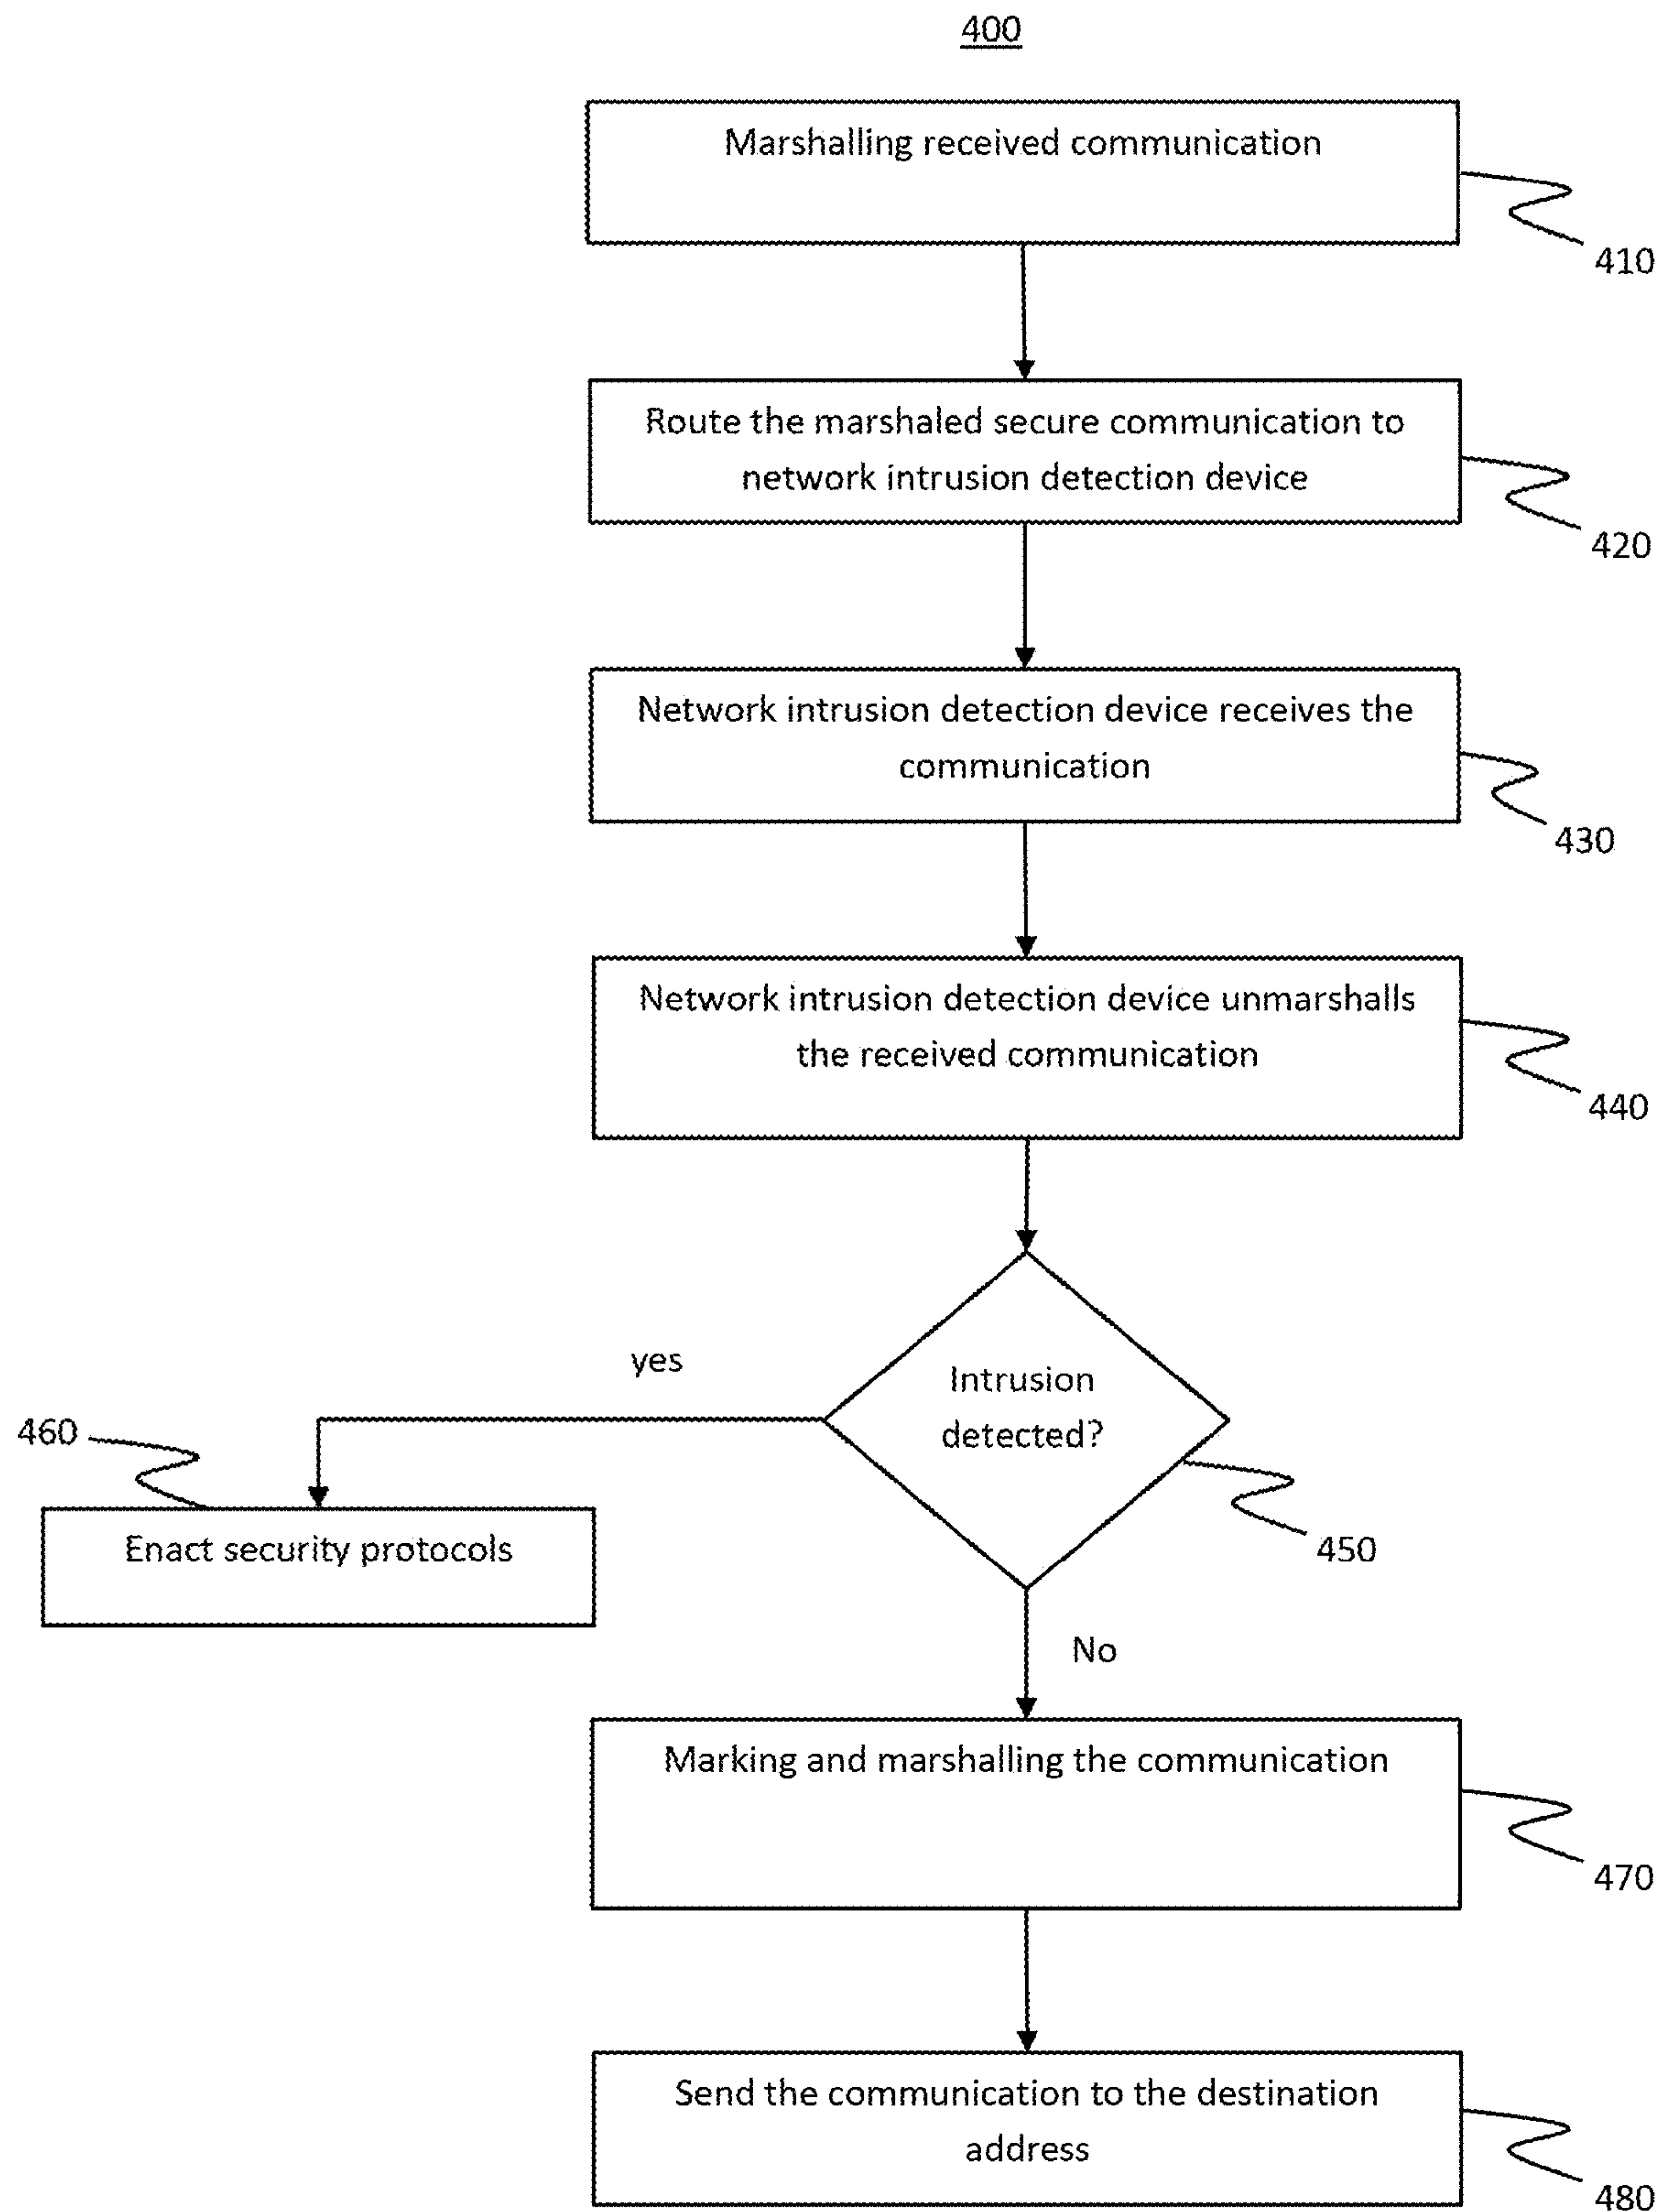 400
Marshalling received communication
410
Route the marshaled secure communication to
network intrusion detection device
420
Network intrusion detection device receives the
communication
430
Network intrusion detection device unmarshalls
the received communication
440
Intrusion
detected?
450
yes
460
Enact security protocols
No
Marking and marshalling the communication
470
Send the communication to the destination
address
480